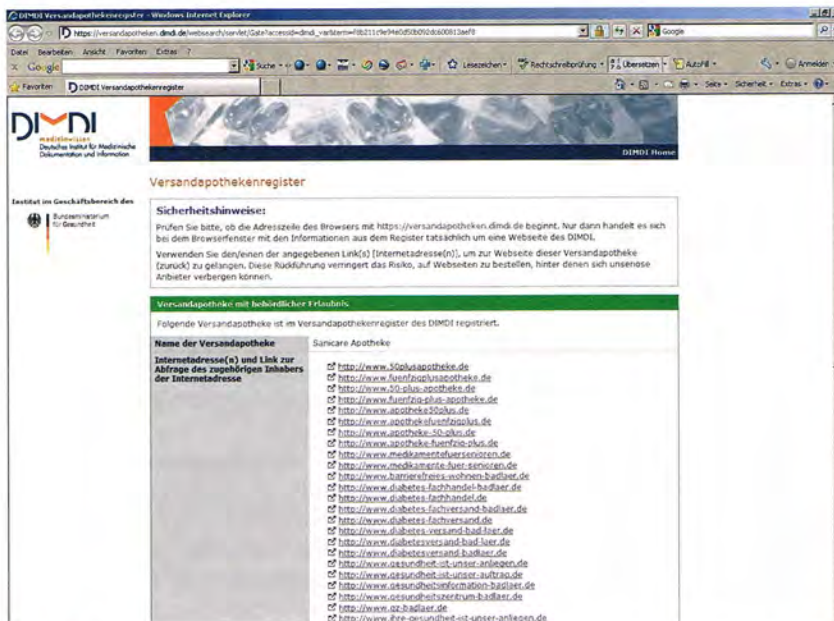 DIMDI Versandapothekenregister - Windows Internet Explorer
Google
Datei Bearbeiten Ansicht Favoriten Extras ?
Google Suche Lesezeichen Rechtschreibprüfung Übersetzen AutoFill Anmelden
Favoriten DIMDI Versandapothekenregister Seite Sicherheit Extras
DIMDI
medizinwissen
Deutsches Institut für Medizinische
Dokumentation und Information
DIMDI Home
Versandapothekenregister
Institut im Geschäftsbereich des
Bundesministerium
für Gesundheit
Sicherheitshinweise:
Prüfen Sie bitte, ob die Adresszeile des Browsers mit https://versandapotheken.dimdi.de beginnt. Nur dann handelt es sich
bei dem Browserfenster mit den Informationen aus dem Register tatsächlich um eine Webseite des DIMDI.
Verwenden Sie den/einen der angegebenen Link(s) [Internetadresse(n)], um zur Webseite dieser Versandapotheke
(zurück) zu gelangen. Diese Rückführung verringert das Risiko, auf Webseiten zu bestellen, hinter denen sich unseriöse
Anbieter verbergen können.
Versandapotheke mit behördlicher Erlaubnis
Folgende Versandapotheke ist im Versandapothekenregister des DIMDI registriert.
Name der Versandapotheke Sanicare Apotheke
Internetadresse(n) und Link zur
Abfrage des zugehörigen Inhabers
der Internetadresse
http://www.50plusapotheke.de
http://www.fuenfzigplusapotheke.de
http://www.50-plus-apotheke.de
http://www.fuenfzig-plus-apotheke.de
http://www.apotheke50plus.de
http://www.apothekefuenfzigplus.de
http://www.apotheke-50-plus.de
http://www.apotheke-fuenfzig-plus.de
http://www.medikamentefuersenioren.de
http://www.medikamente-fuer-senioren.de
http://www.barrierefreies-wohnen-badlaer.de
http://www.diabetes-fachhandel-badlaer.de
http://www.diabetes-fachhandel.de
http://www.diabetes-fachversand-badlaer.de
http://www.diabetes-fachversand.de
http://www.diabetes-versand-bad-laer.de
http://www.diabetesversand-bad-laer.de
http://www.diabetesversand-badlaer.de
http://www.gesundheit-ist-unser-anliegen.de
http://www.gesundheit-ist-unser-auftrag.de
http://www.gesundheitsinformation-badlaer.de
http://www.gesundheitszentrum-badlaer.de
http://www.gz-badlaer.de
http://www.ihre-gesundheit-ist-unser-anliegen.de